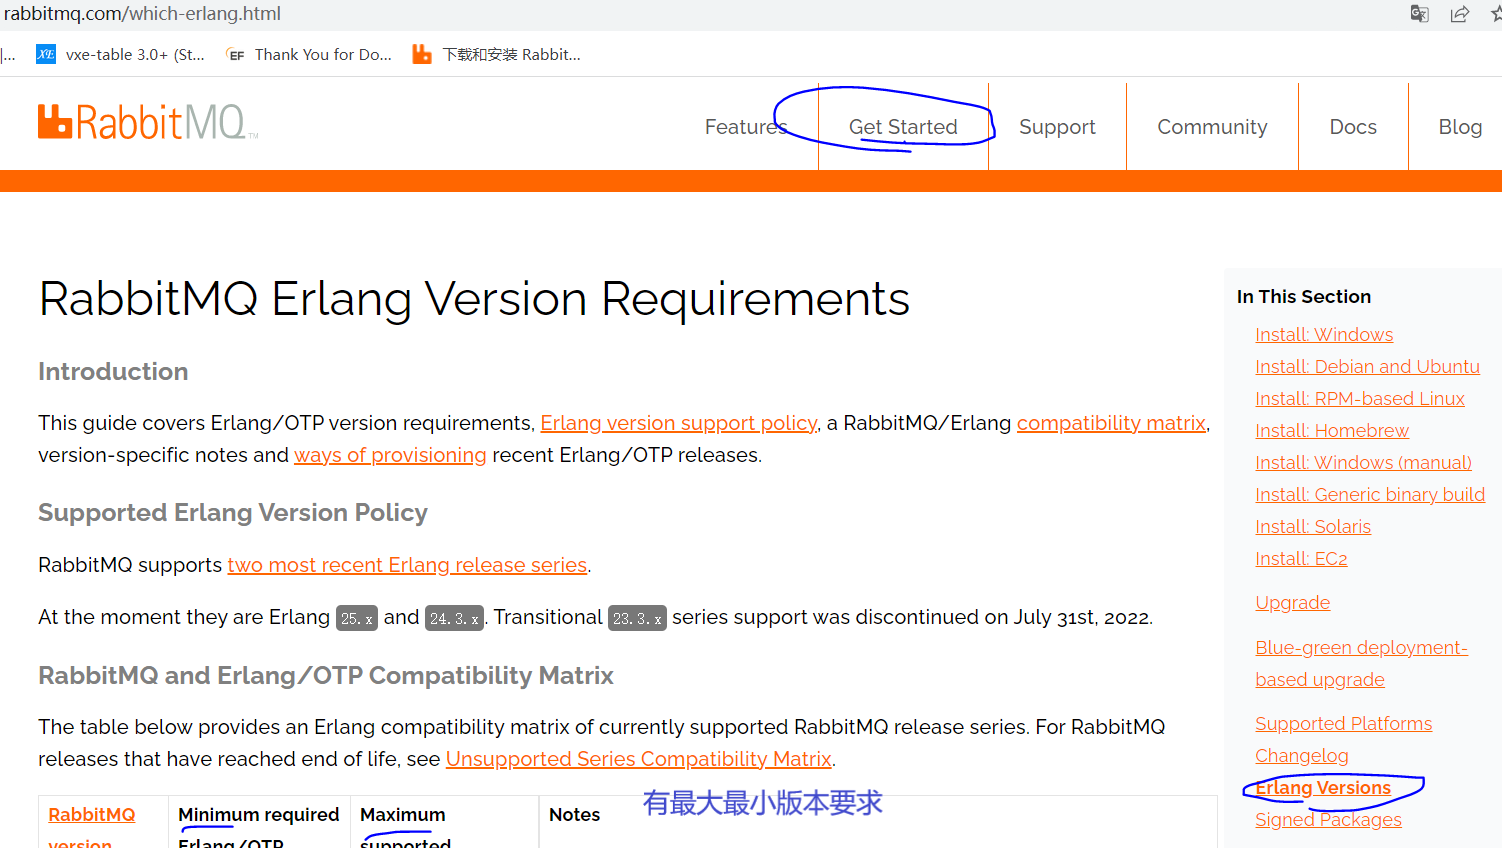 rabbitmq.com/which-erlang.html
|...
XE vxe-table 3.0+ (St...
EF Thank You for Do...
下载和安装 Rabbit...
RabbitMQ TM
Features
Get Started
Support
Community
Docs
Blog
RabbitMQ Erlang Version Requirements
Introduction
This guide covers Erlang/OTP version requirements, Erlang version support policy, a RabbitMQ/Erlang compatibility matrix,
version-specific notes and ways of provisioning recent Erlang/OTP releases.
Supported Erlang Version Policy
RabbitMQ supports two most recent Erlang release series.
At the moment they are Erlang 25.x and 24.3.x. Transitional 23.3.x series support was discontinued on July 31st, 2022.
RabbitMQ and Erlang/OTP Compatibility Matrix
The table below provides an Erlang compatibility matrix of currently supported RabbitMQ release series. For RabbitMQ
releases that have reached end of life, see Unsupported Series Compatibility Matrix.
RabbitMQ
version
Minimum required
Erlang/OTP
Maximum
supported
Notes
有最大最小版本要求
In This Section
Install: Windows
Install: Debian and Ubuntu
Install: RPM-based Linux
Install: Homebrew
Install: Windows (manual)
Install: Generic binary build
Install: Solaris
Install: EC2
Upgrade
Blue-green deployment-
based upgrade
Supported Platforms
Changelog
Erlang Versions
Signed Packages